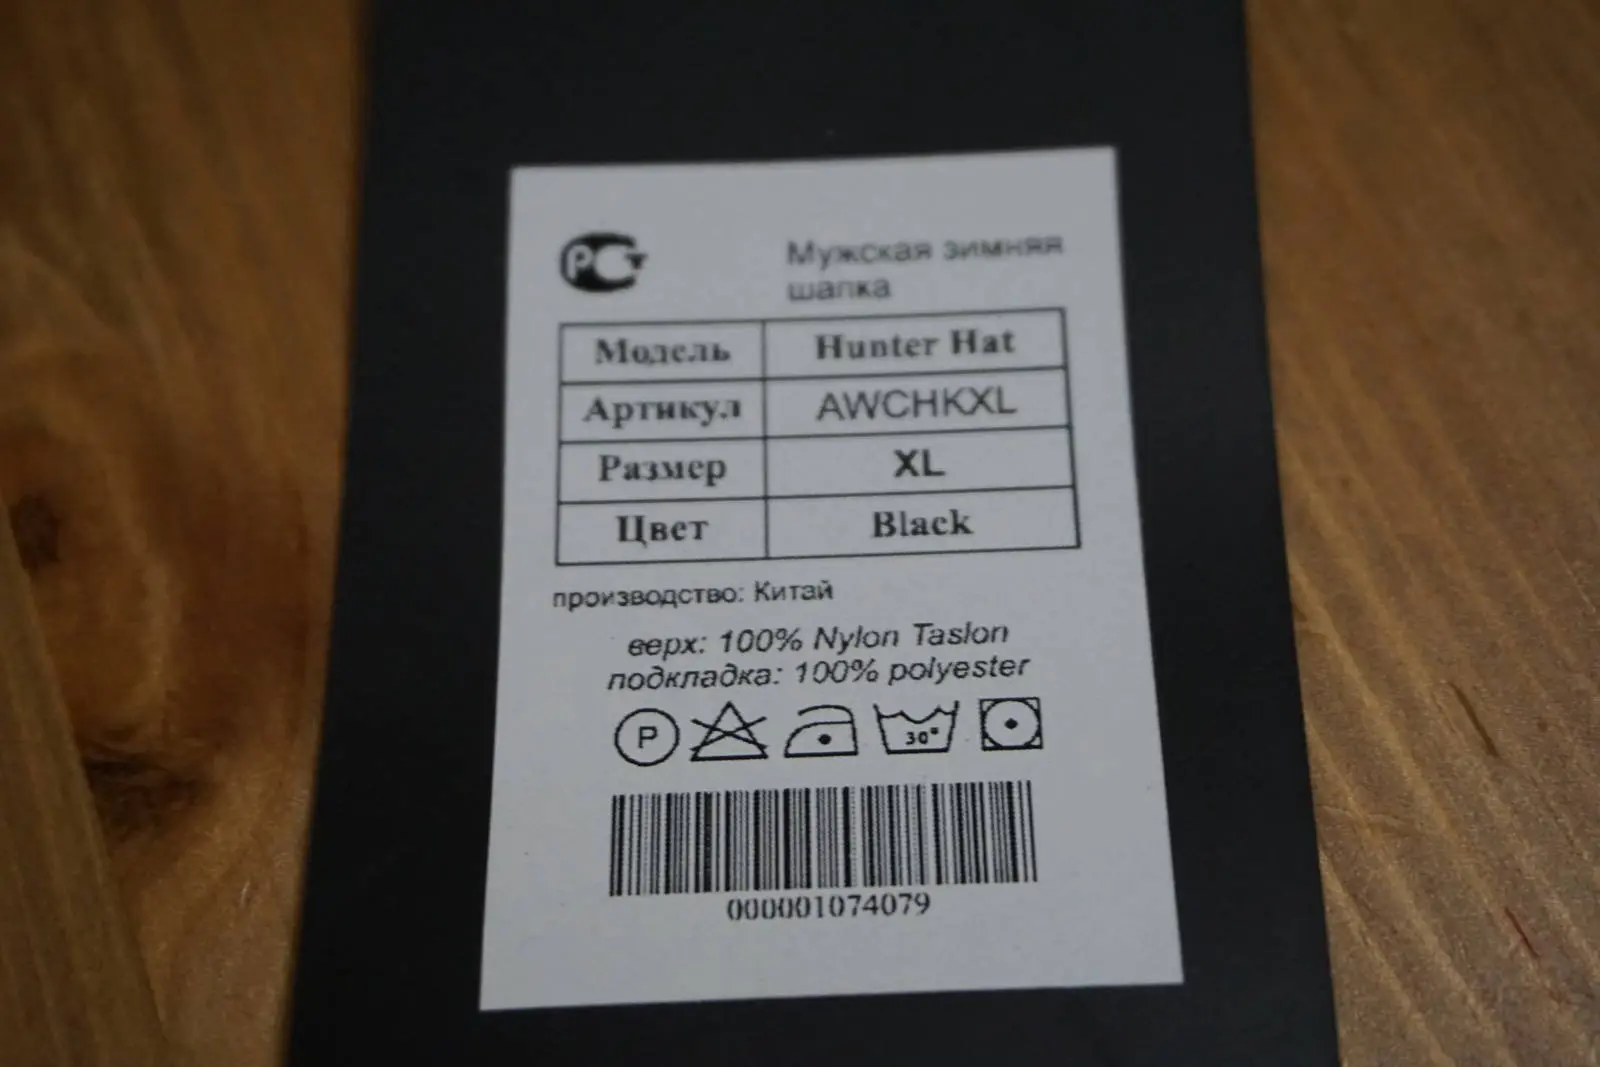 РСТ
Мужская зимняя
шапка
Модель Hunter Hat
Артикул AWCHKXL
Размер XL
Цвет Black
производство: Китай
верх: 100% Nylon Taslon
подкладка: 100% polyester
P 30°
000001074079